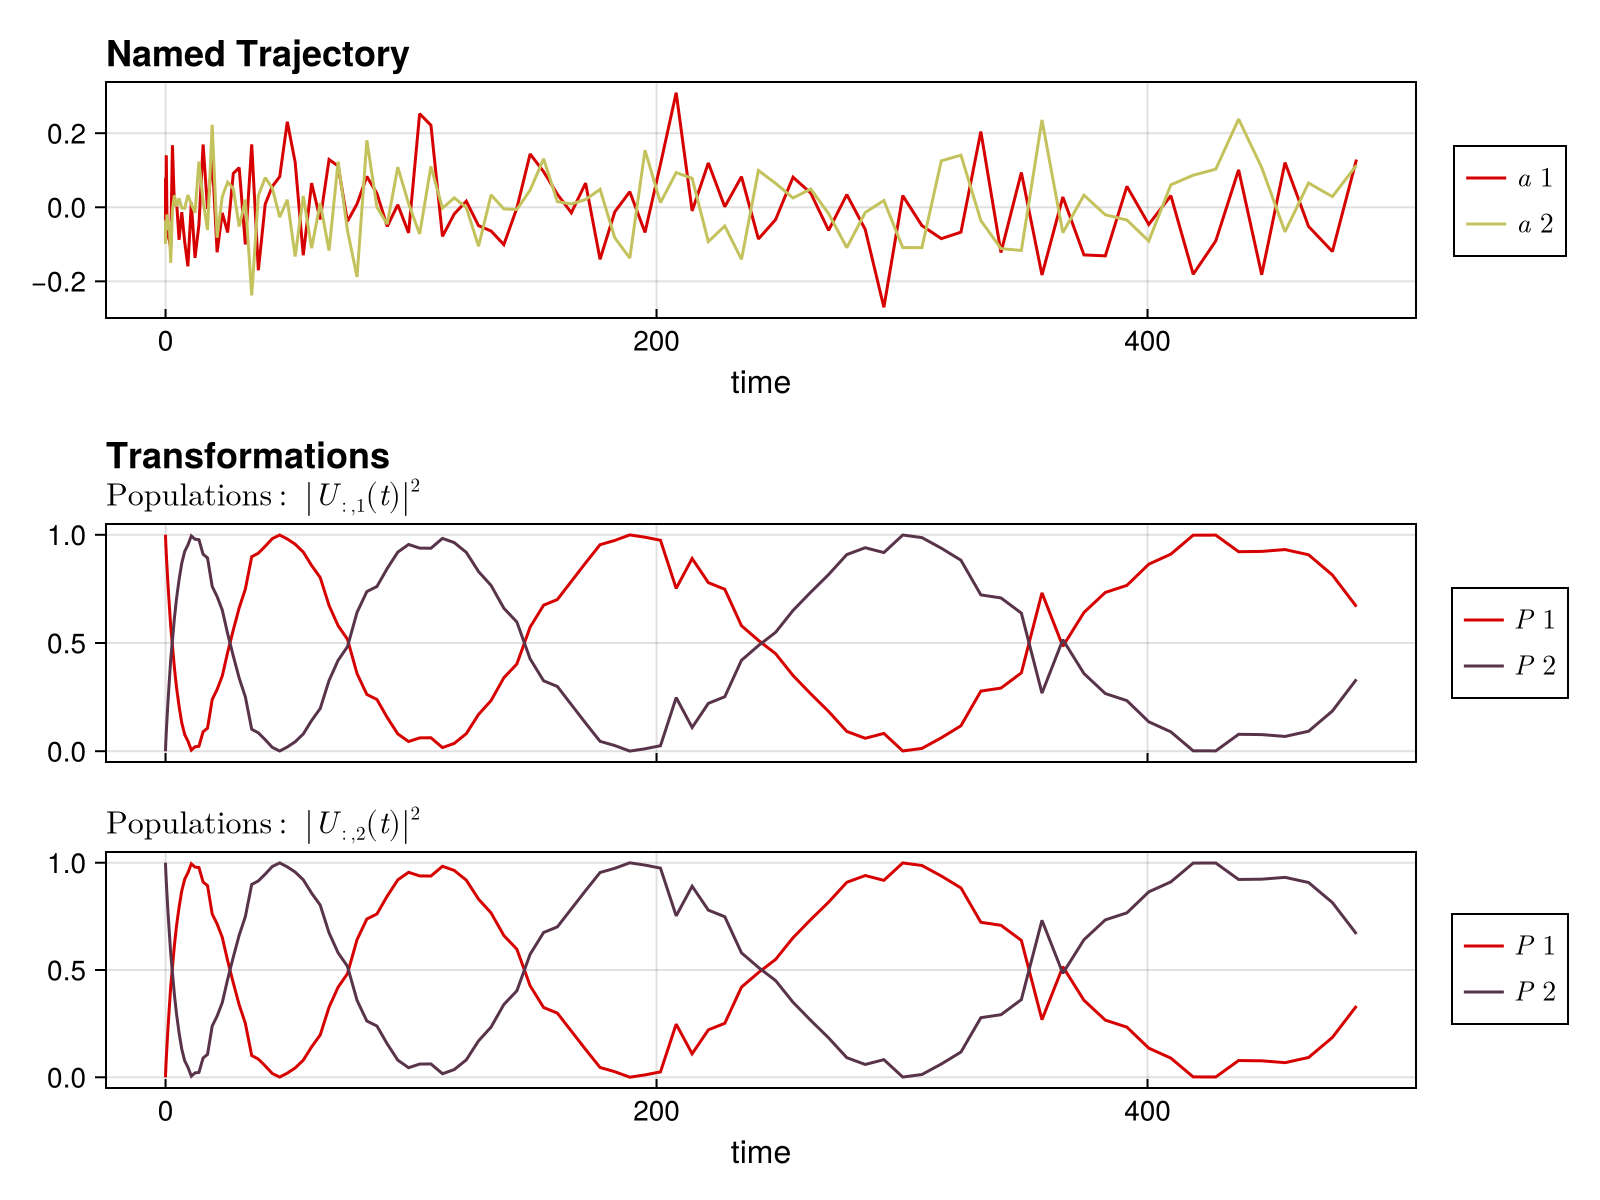 Named Trajectory
0.2
0.0
−0.2
0 200 400
time
a 1
a 2
Transformations
Populations: |U:,1(t)|²
1.0
0.5
0.0
P 1
P 2
Populations: |U:,2(t)|²
1.0
0.5
0.0
0 200 400
time
P 1
P 2